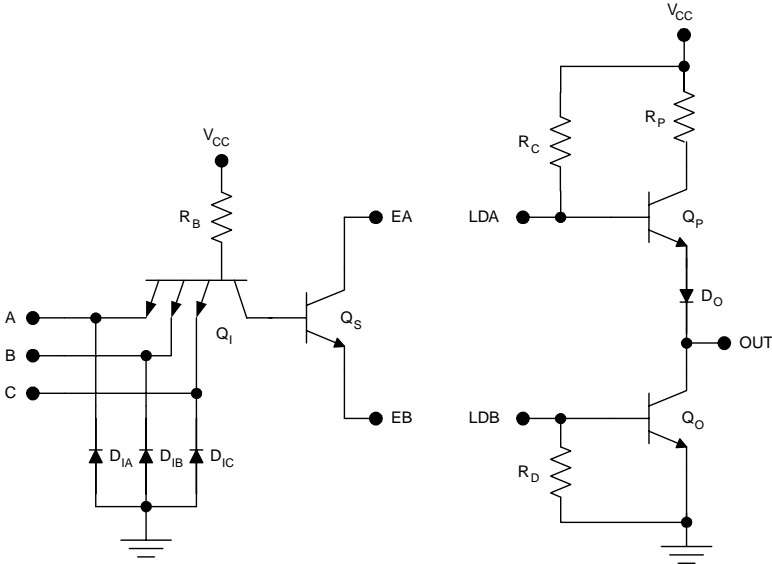 VCC
RP
RC
VCC
RB
EA
LDA
QP
DO
A
QI
QS
B
OUT
C
EB
LDB
QO
DIA
DIB
DIC
RD